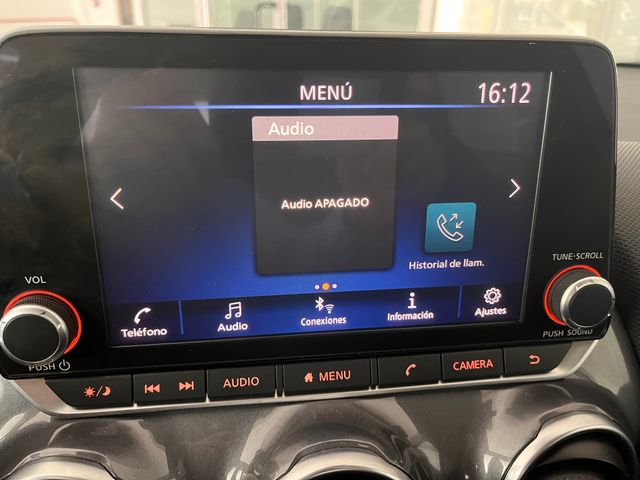 MENÚ
16:12
Audio
Audio APAGADO
Historial de llam.
Teléfono
Audio
Conexiones
Información
Ajustes
VOL
PUSH
TUNE·SCROLL
PUSH SOUND
AUDIO
MENU
CAMERA